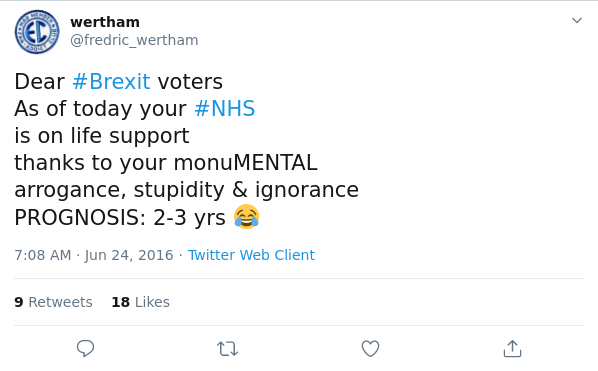 wertham
@fredric_wertham
Dear #Brexit voters
As of today your #NHS
is on life support
thanks to your monuMENTAL
arrogance, stupidity & ignorance
PROGNOSIS: 2-3 yrs 😂
7:08 AM · Jun 24, 2016 · Twitter Web Client
9 Retweets 18 Likes